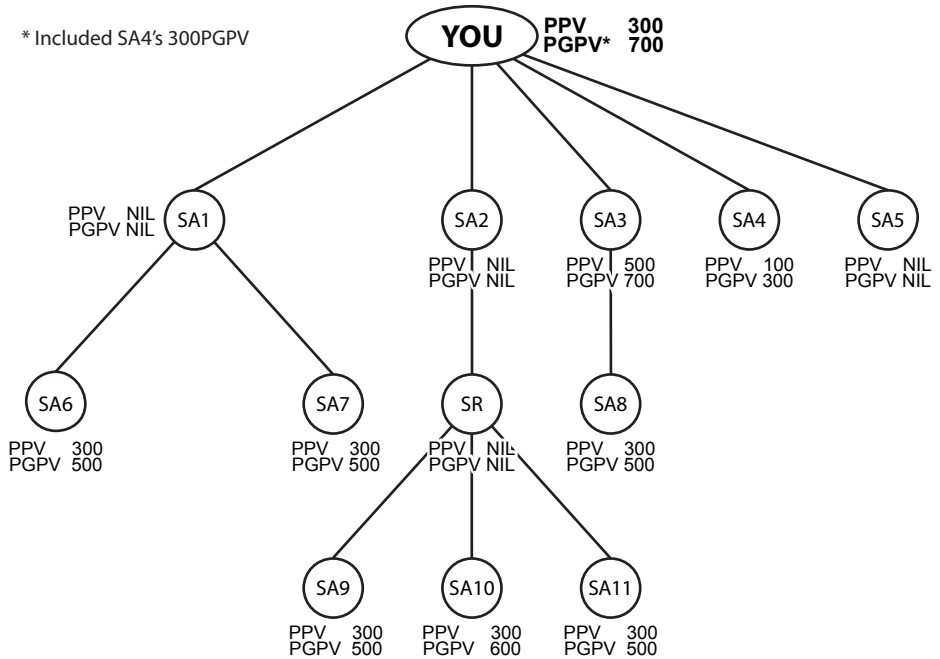 * Included SA4's 300PGPV
YOU
PPV 300
PGPV* 700
PPV NIL
PGPV NIL
SA1
SA2
PPV NIL
PGPV NIL
SA3
PPV 500
PGPV 700
SA4
PPV 100
PGPV 300
SA5
PPV NIL
PGPV NIL
SA6
PPV 300
PGPV 500
SA7
PPV 300
PGPV 500
SR
PPV NIL
PGPV NIL
SA8
PPV 300
PGPV 500
SA9
PPV 300
PGPV 500
SA10
PPV 300
PGPV 600
SA11
PPV 300
PGPV 500